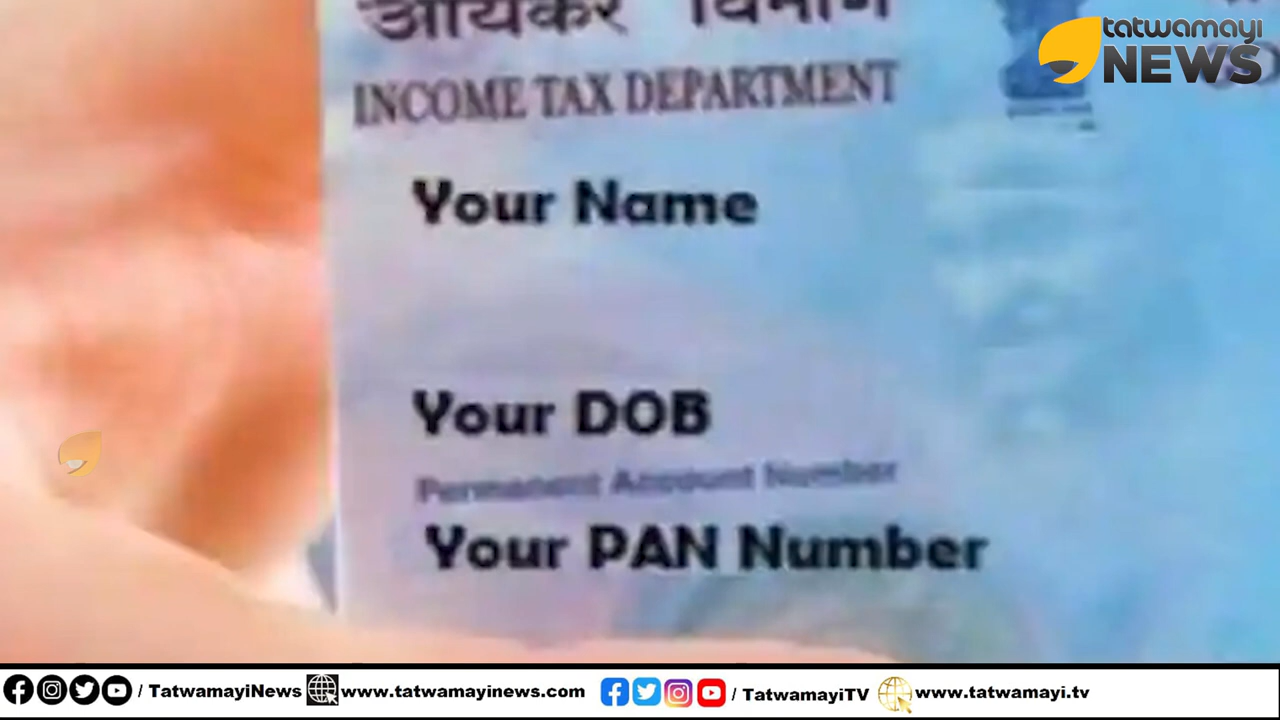 आयकर विभाग
tatwamayi
NEWS
INCOME TAX DEPARTMENT
Your Name
Your DOB
Permanent Account Number
Your PAN Number
/ TatwamayiNews www.tatwamayinews.com / TatwamayiTV www.tatwamayi.tv